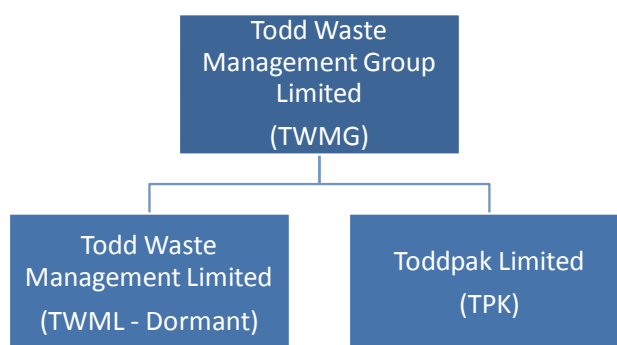 Todd Waste
Management Group
Limited
(TWMG)
Todd Waste
Management Limited
(TWML - Dormant)
Toddpak Limited
(TPK)